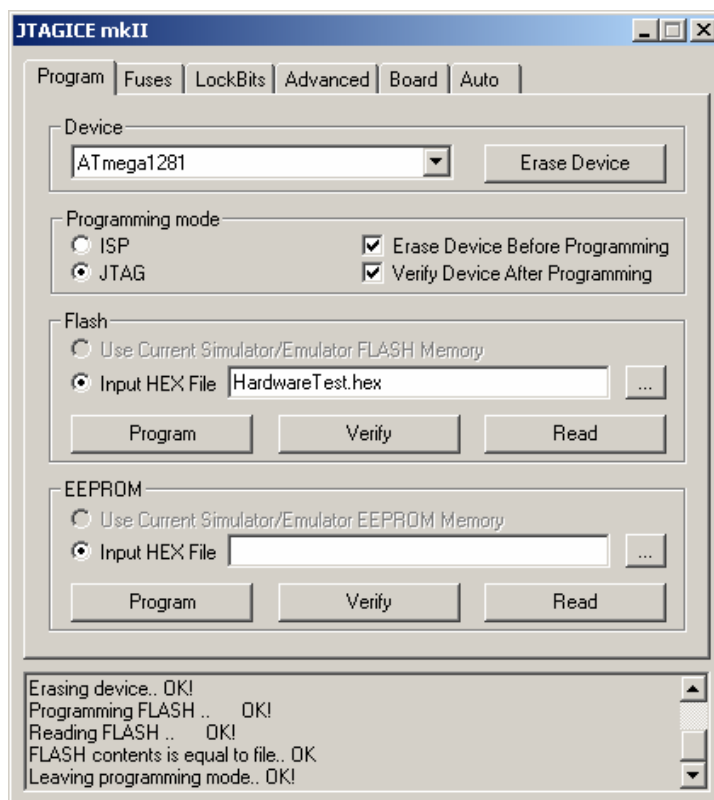 JTAGICE mkII
Program Fuses LockBits Advanced Board Auto
Device
ATmega1281 Erase Device
Programming mode
ISP Erase Device Before Programming
JTAG Verify Device After Programming
Flash
Use Current Simulator/Emulator FLASH Memory
Input HEX File HardwareTest.hex ...
Program Verify Read
EEPROM
Use Current Simulator/Emulator EEPROM Memory
Input HEX File ...
Program Verify Read
Erasing device.. OK!
Programming FLASH .. OK!
Reading FLASH .. OK!
FLASH contents is equal to file.. OK
Leaving programming mode.. OK!